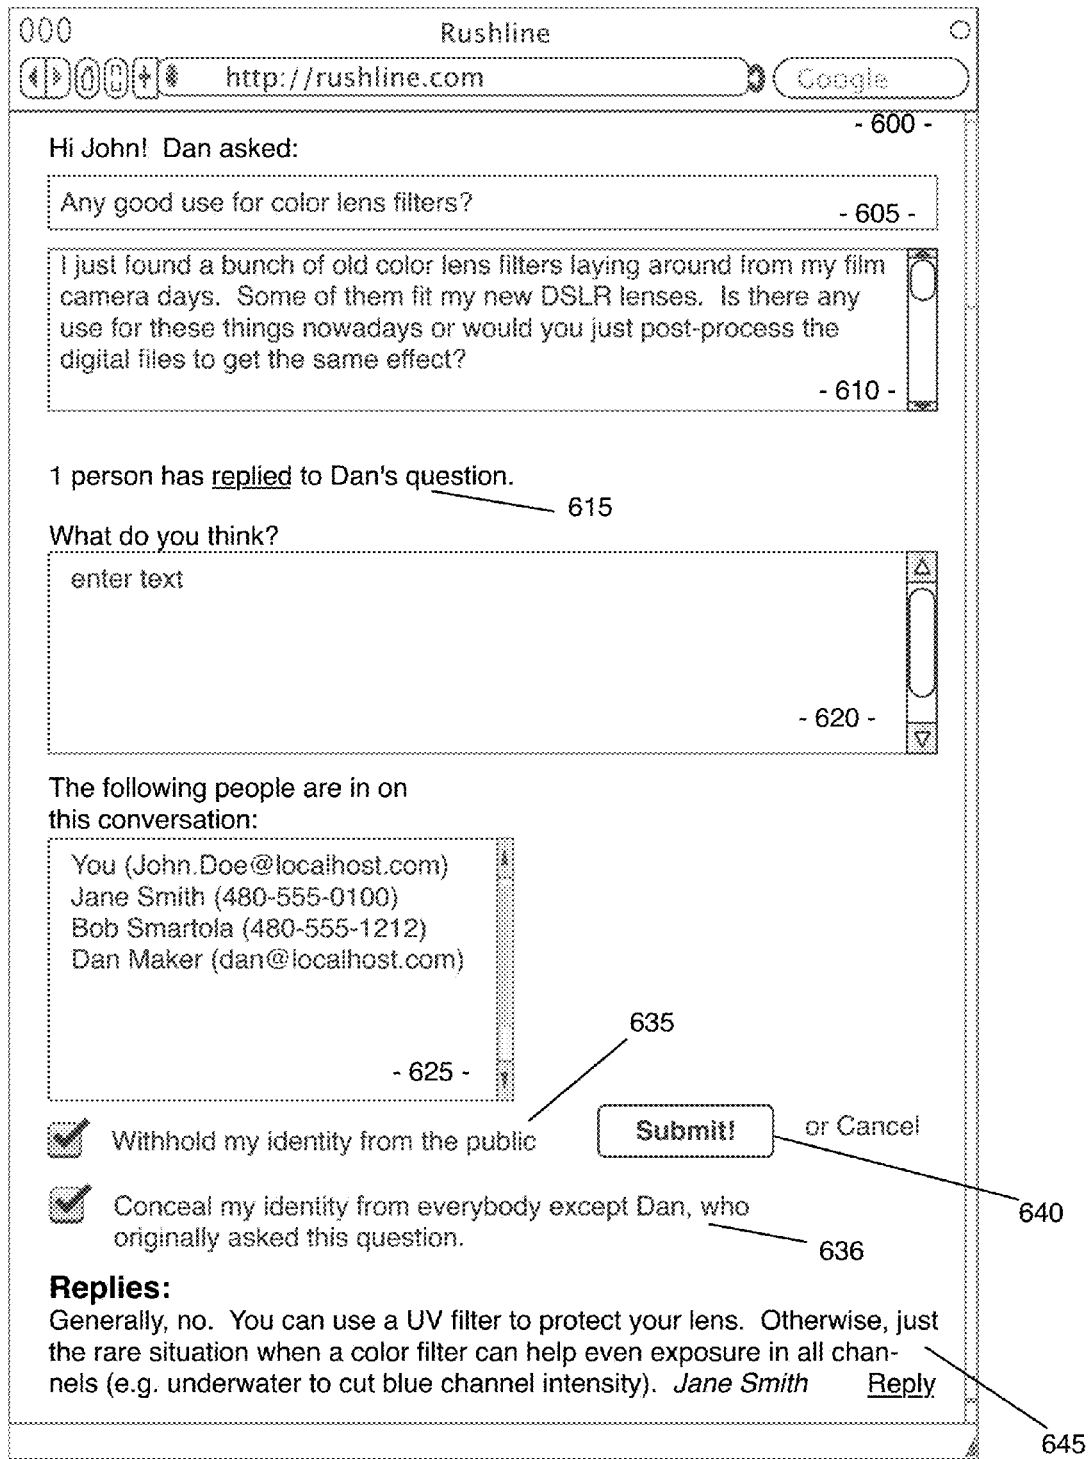 Rushline
http://rushline.com
Google
- 600 -
Hi John! Dan asked:
Any good use for color lens filters?
- 605 -
I just found a bunch of old color lens filters laying around from my film
camera days. Some of them fit my new DSLR lenses. Is there any
use for these things nowadays or would you just post-process the
digital files to get the same effect?
- 610 -
1 person has replied to Dan's question.
615
What do you think?
enter text
- 620 -
The following people are in on
this conversation:
You (John.Doe@localhost.com)
Jane Smith (480-555-0100)
Bob Smartola (480-555-1212)
Dan Maker (dan@localhost.com)
- 625 -
635
Withhold my identity from the public
Submit!
or Cancel
640
Conceal my identity from everybody except Dan, who
originally asked this question.
636
Replies:
Generally, no. You can use a UV filter to protect your lens. Otherwise, just
the rare situation when a color filter can help even exposure in all chan-
nels (e.g. underwater to cut blue channel intensity). Jane Smith Reply
645